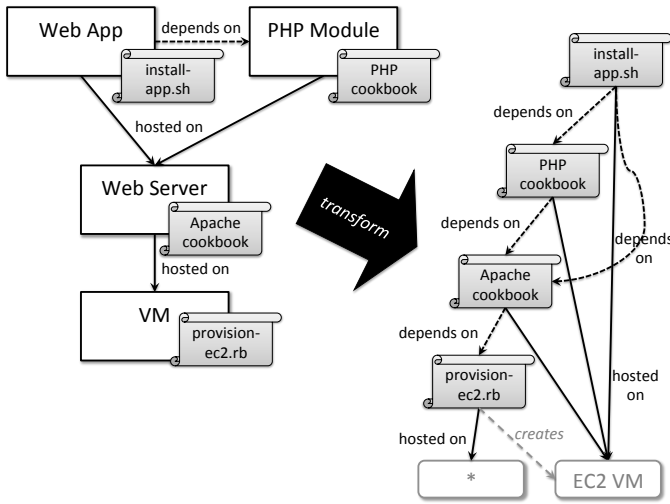 Web App
depends on
PHP Module
install-
app.sh
PHP
cookbook
hosted on
Web Server
Apache
cookbook
hosted on
VM
provision-
ec2.rb
transform
install-
app.sh
depends on
PHP
cookbook
depends on
depends
on
Apache
cookbook
depends on
provision-
ec2.rb
hosted
on
hosted on
creates
*
EC2 VM